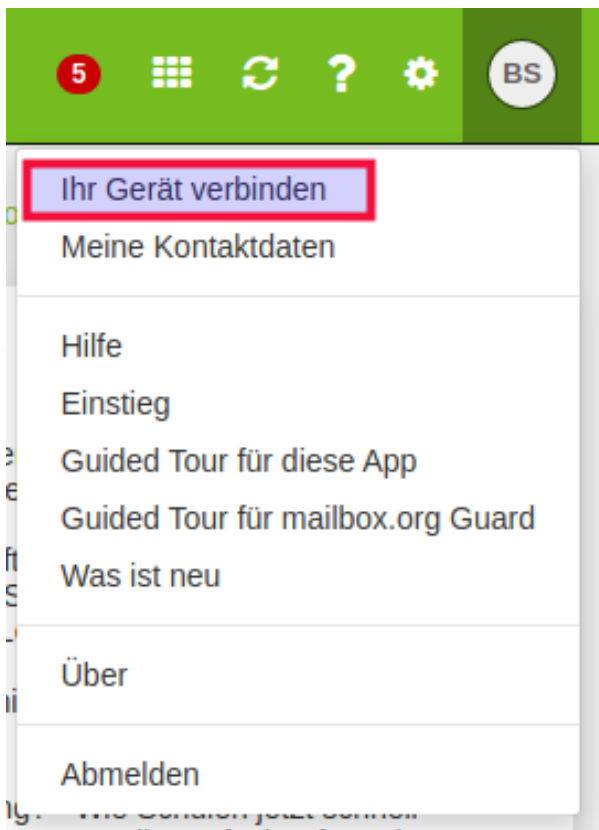 5
?
BS
Ihr Gerät verbinden
Meine Kontaktdaten
Hilfe
Einstieg
Guided Tour für diese App
Guided Tour für mailbox.org Guard
Was ist neu
Über
Abmelden